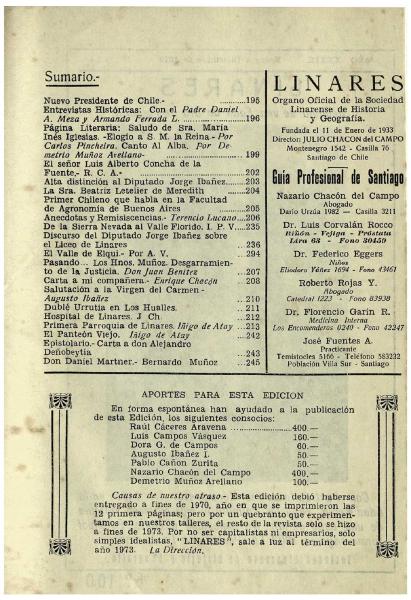 Sumario.-
Nuevo Presidente de Chile.- ..........195
Entrevistas Históricas: Con el Padre Daniel
A. Meza y Armando Ferrada L. ..........196
Página Literaria: Saludo de Sra. María
Inés Iglesias. -Elogio a S. M. la Reina.- Por
Carlos Pincheira. Canto Al Alba. Por De-
metrio Muñoz Avellano- ..........199
El señor Luis Alberto Concha de la
Fuente,- R. C. A.- ..........202
Alta distinción al Diputado Jorge Ibáñez. ...203
La Sra. Beatriz Letelier de Meredith ...204
Primer Chileno que habla en la Facultad
de Agronomía de Buenos Aires ..........205
Anecdotas y Remisiscencias.- Terencio Lucano...206
De la Sierra Nevada al Valle Florido. I. P. V....235
Discurso del Diputado Jorge Ibáñez sobre
el Liceo de Linares ..........236
El Valle de Elqui.- Por A. V. ..........294
Pasando... Los Hnos. Muñoz. Desgarramien-
to de la Justicia. Don Juan Benitez ..........207
Carta a mi compañera.- Enrique Chacón ...208
Salutación a la Virgen del Carmen -
Augusto Ibañez ..........210
Dublé Urrutia en Los Hualles. ..........211
Hospital de Linares. J Ch. ..........212
Primera Parroquia de Linares. Iñigo de Atay ...213
El Panteón Viejo. Iñigo de Atay ..........242
Epistolario.- Carta a don Alejandro
Deñobeytia ..........243
Don Daniel Martner.- Bernardo Muñoz ...245
LINARES
Organo Oficial de la Sociedad
Linarense de Historia
y Geografía.
Fundada el 11 de Enero de 1933
Director: JULIO CHACON del CAMPO
Montenegro 1542 - Casilla 76
Santiago de Chile
Guía Profesional de Santiago
Nazario Chacón del Campo
Abogado
Darío Urzúa 1982 — Casilla 3211
Dr. Luis Corvalán Rocco
Riñón - Vejiga - Próstata
Lira 63 - Fono 30459
Dr. Federico Eggers
Niños
Eliodoro Yáñez 1694 - Fono 43461
Roberto Rojas Y.
Abogado
Catedral 1223 - Fono 83938
Dr. Florencio Garín R.
Medicina Interna
Los Encomenderos 0240 - Fono 42247
José Fuentes A.
Practicante
Temístocles 5166 - Teléfono 583232
Población Villa Sur - Santiago
APORTES PARA ESTA EDICION
En forma espontánea han ayudado a la publicación
de esta Edición, los siguientes consocios:
Raúl Cáceres Aravena ..........400.—
Luis Campos Vásquez 160.—
Dora G. de Campos 60.—
Augusto Ibáñez I. 50.—
Pablo Cañon Zurita 50.—
Nazario Chacón del Campo 400.—
Demetrio Muñoz Arellano 100.—
Causas de nuestro atraso.- Esta edición debió haberse
entregado a fines de 1970, año en que se imprimieron las
12 primera páginas; pero por un quebranto que experimen-
tamos en nuestros talleres, el resto de la revista solo se hizo
a fines de 1973. Por no ser capitalistas ni empresarios, solo
simples idealistas, "LINARES", sale a luz al término del
año 1973. La Dirección.